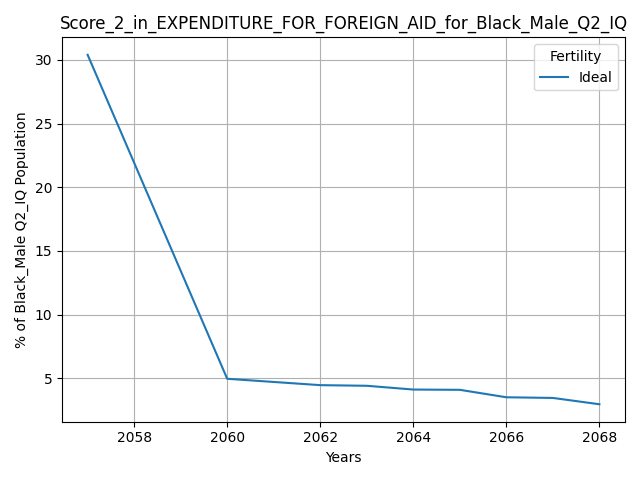 Score_2_in_EXPENDITURE_FOR_FOREIGN_AID_for_Black_Male_Q2_IQ
Fertility
Ideal
30
25
20
15
10
5
% of Black_Male Q2_IQ Population
2058 2060 2062 2064 2066 2068
Years